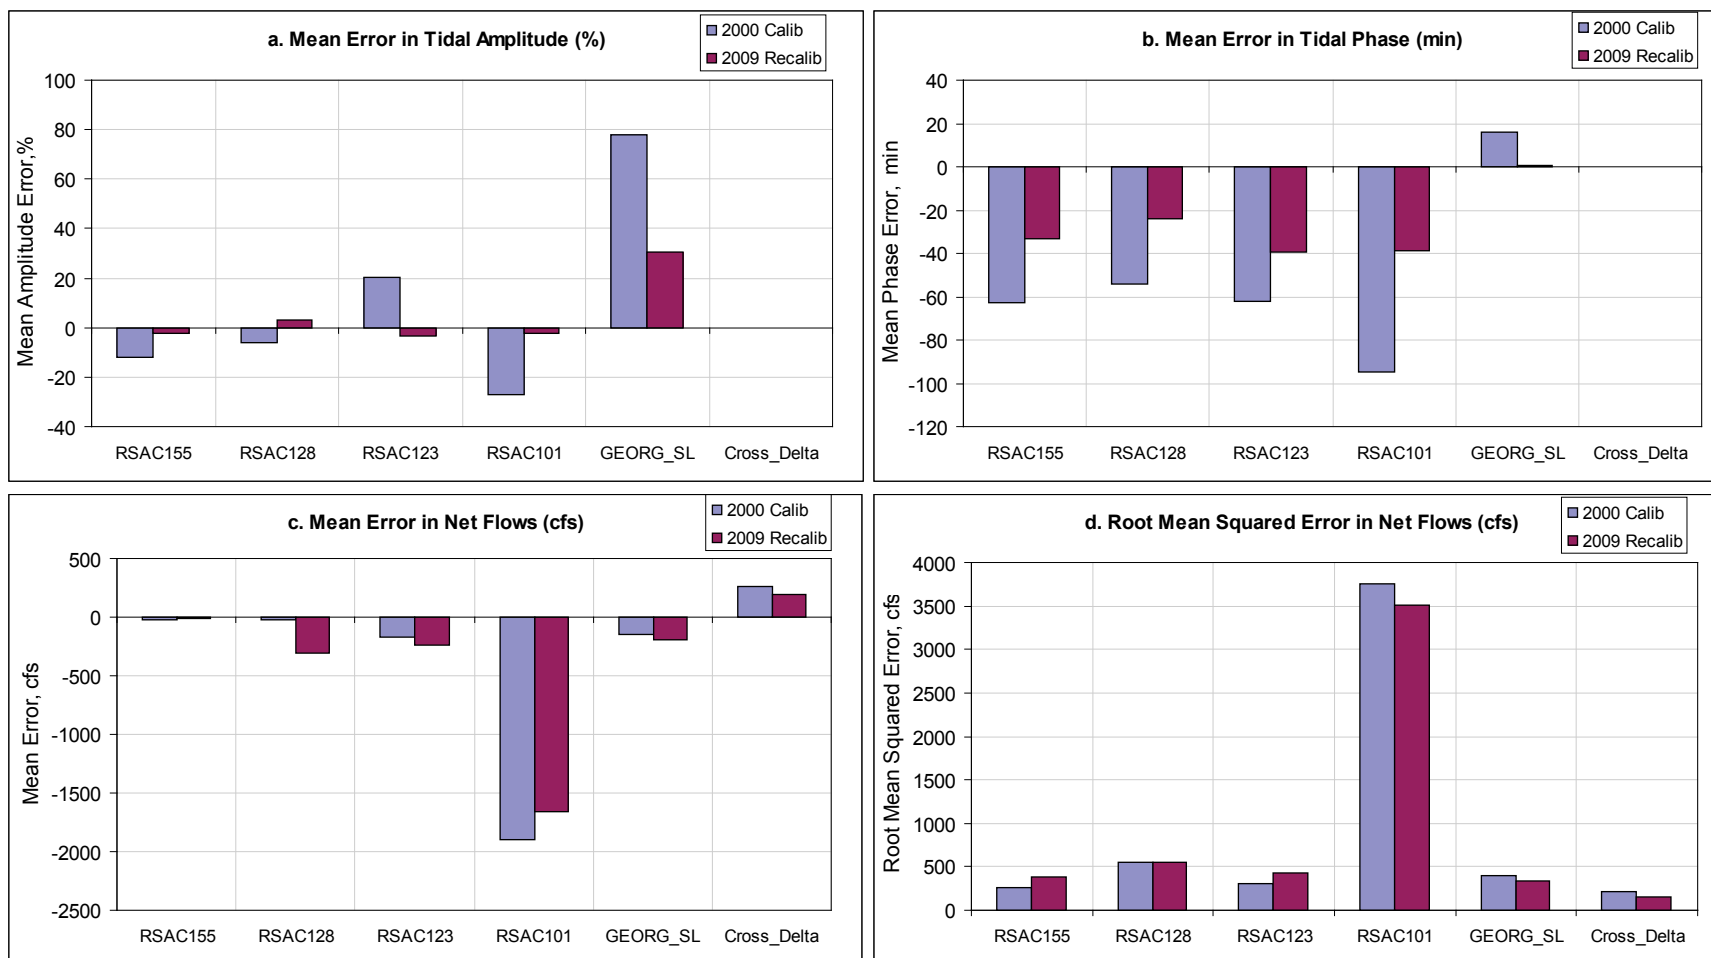 a. Mean Error in Tidal Amplitude (%)
2000 Calib
2009 Recalib
Mean Amplitude Error,%
100
80
60
40
20
0
-20
-40
RSAC155 RSAC128 RSAC123 RSAC101 GEORG_SL Cross_Delta
b. Mean Error in Tidal Phase (min)
2000 Calib
2009 Recalib
Mean Phase Error, min
40
20
0
-20
-40
-60
-80
-100
-120
RSAC155 RSAC128 RSAC123 RSAC101 GEORG_SL Cross_Delta
c. Mean Error in Net Flows (cfs)
2000 Calib
2009 Recalib
Mean Error, cfs
500
0
-500
-1000
-1500
-2000
-2500
RSAC155 RSAC128 RSAC123 RSAC101 GEORG_SL Cross_Delta
d. Root Mean Squared Error in Net Flows (cfs)
2000 Calib
2009 Recalib
Root Mean Squared Error, cfs
4000
3500
3000
2500
2000
1500
1000
500
0
RSAC155 RSAC128 RSAC123 RSAC101 GEORG_SL Cross_Delta